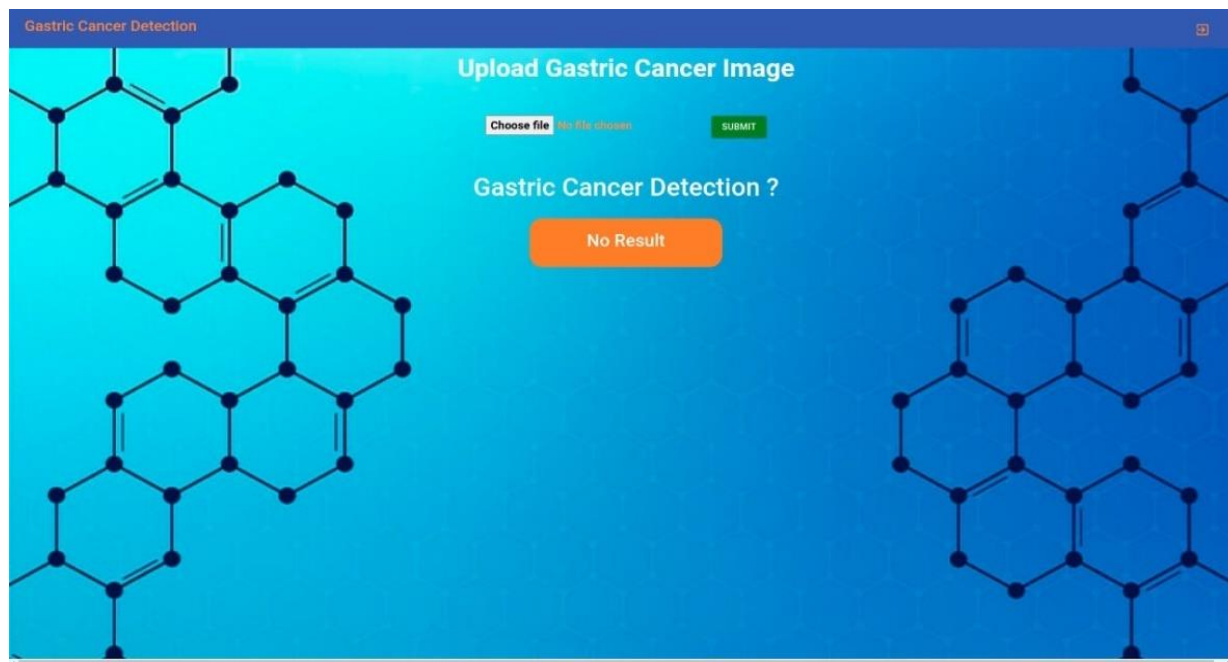 Gastric Cancer Detection
Upload Gastric Cancer Image
Choose file No file chosen
SUBMIT
Gastric Cancer Detection ?
No Result